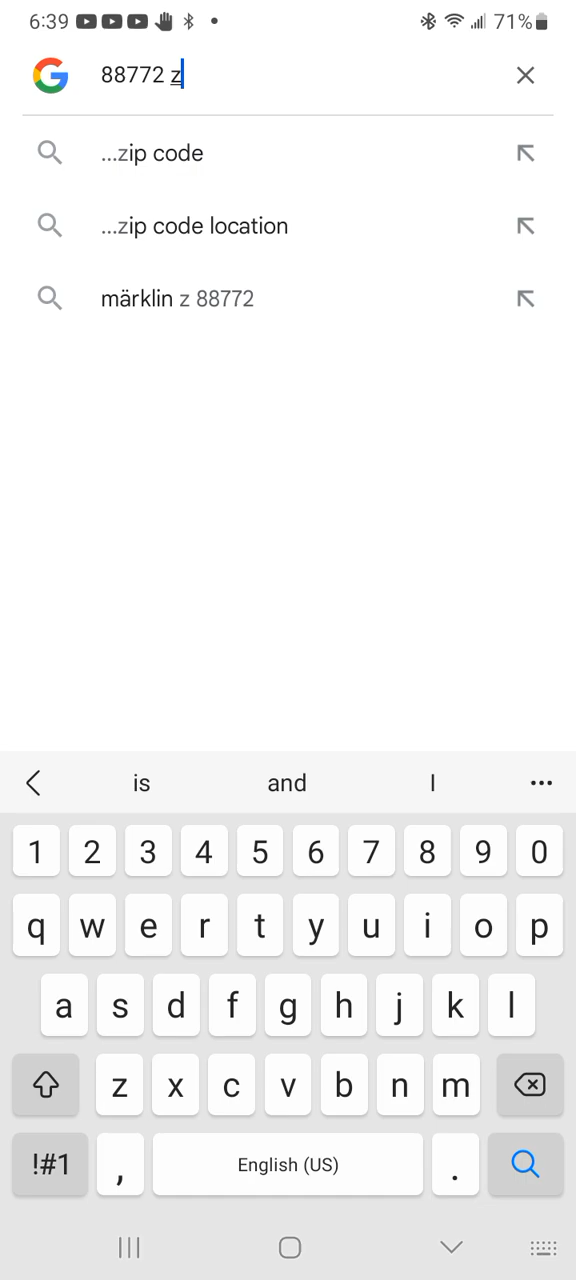 6:39 71%
88772 z
...zip code
...zip code location
märklin z 88772
is and I
1 2 3 4 5 6 7 8 9 0
q w e r t y u i o p
a s d f g h j k l
z x c v b n m
!#1 , English (US) .